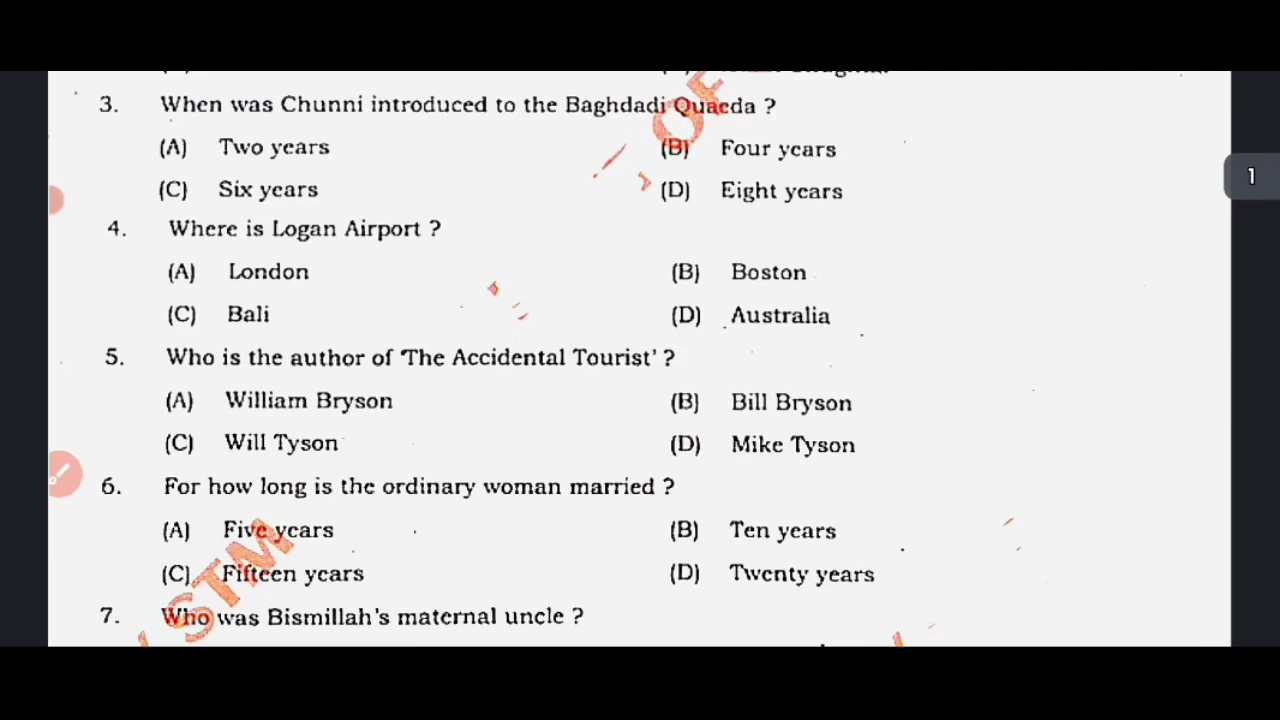 3. When was Chunni introduced to the Baghdadi Quaeda ?
(A) Two years (B) Four years
(C) Six years (D) Eight years
4. Where is Logan Airport ?
(A) London (B) Boston
(C) Bali (D) Australia
5. Who is the author of 'The Accidental Tourist' ?
(A) William Bryson (B) Bill Bryson
(C) Will Tyson (D) Mike Tyson
6. For how long is the ordinary woman married ?
(A) Five years (B) Ten years
(C) Fifteen years (D) Twenty years
7. Who was Bismillah's maternal uncle ?
1
OF
STM